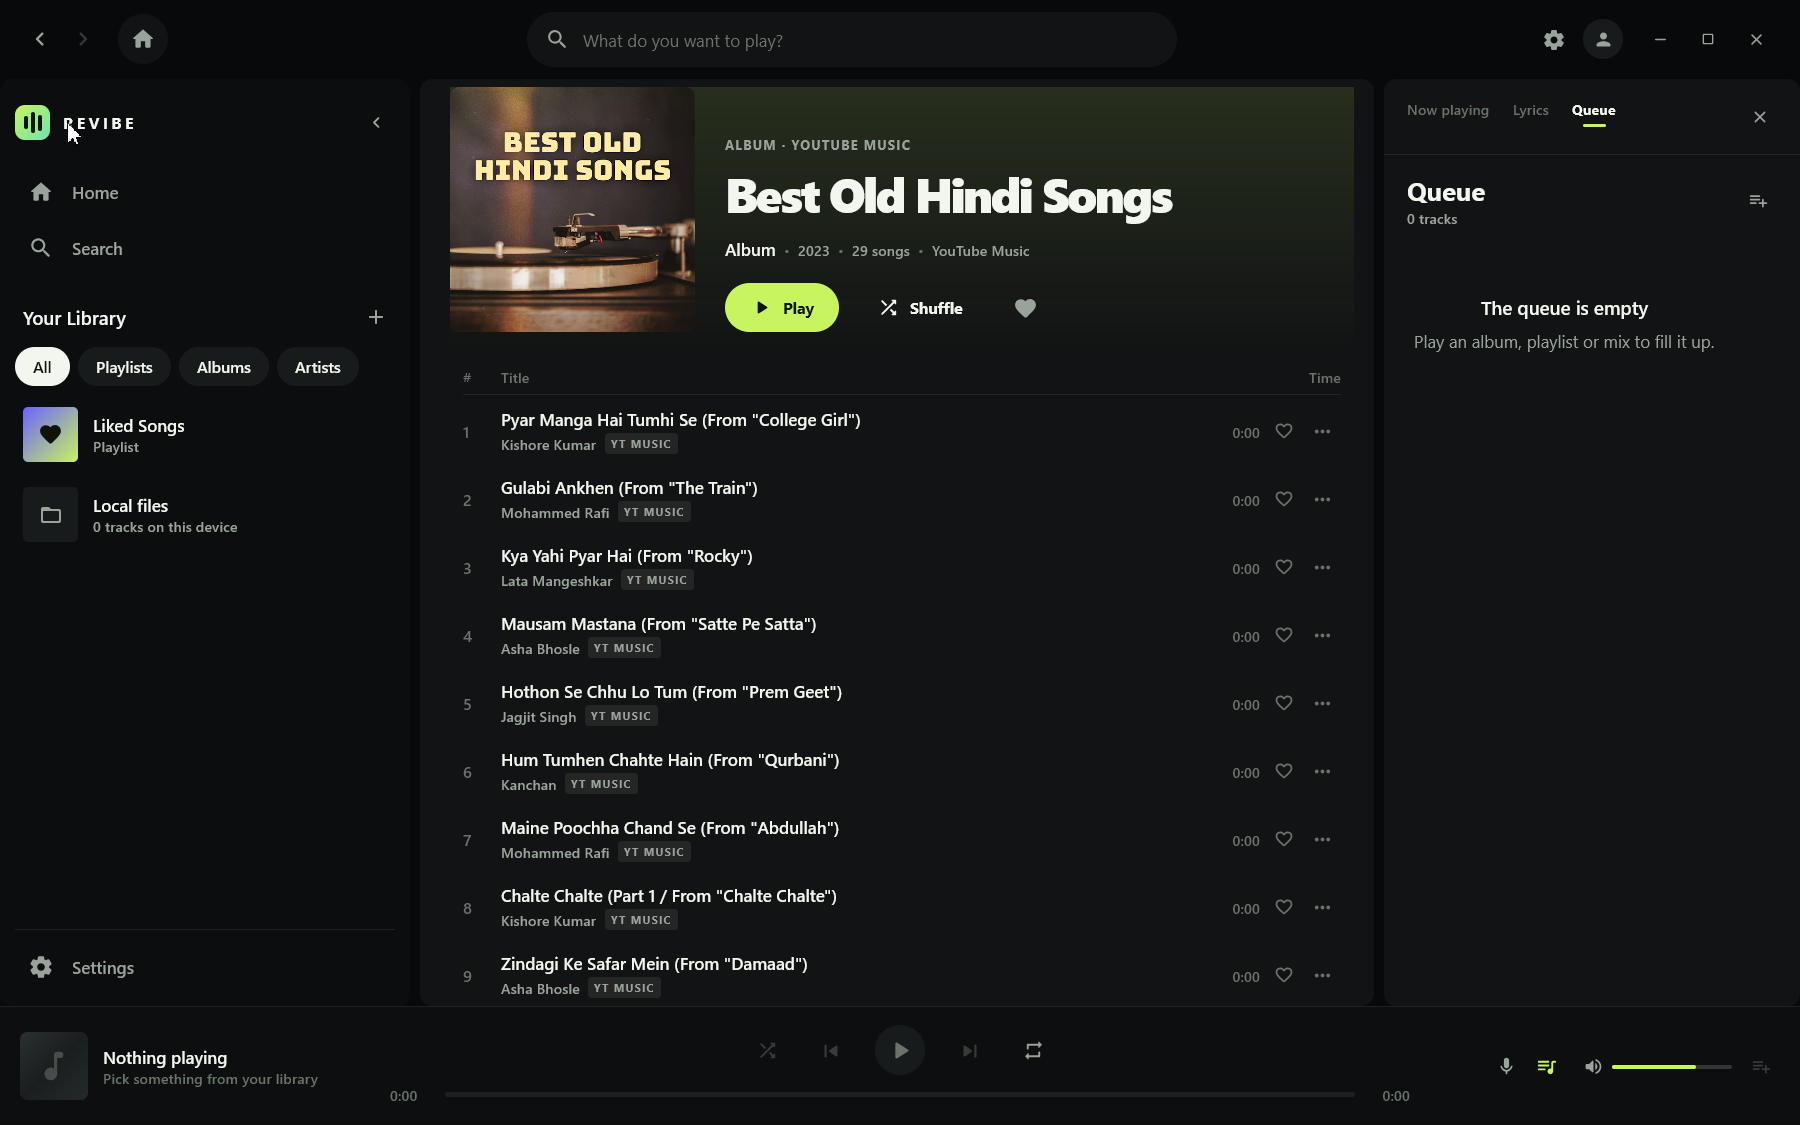 What do you want to play?
REVIBE
Home
Search
Your Library
All
Playlists
Albums
Artists
Liked Songs
Playlist
Local files
0 tracks on this device
Settings
BEST OLD
HINDI SONGS
ALBUM · YOUTUBE MUSIC
Best Old Hindi Songs
Album · 2023 · 29 songs · YouTube Music
Play
Shuffle
# Title Time
1 Pyar Manga Hai Tumhi Se (From "College Girl") 0:00
Kishore Kumar YT MUSIC
2 Gulabi Ankhen (From "The Train") 0:00
Mohammed Rafi YT MUSIC
3 Kya Yahi Pyar Hai (From "Rocky") 0:00
Lata Mangeshkar YT MUSIC
4 Mausam Mastana (From "Satte Pe Satta") 0:00
Asha Bhosle YT MUSIC
5 Hothon Se Chhu Lo Tum (From "Prem Geet") 0:00
Jagjit Singh YT MUSIC
6 Hum Tumhen Chahte Hain (From "Qurbani") 0:00
Kanchan YT MUSIC
7 Maine Poochha Chand Se (From "Abdullah") 0:00
Mohammed Rafi YT MUSIC
8 Chalte Chalte (Part 1 / From "Chalte Chalte") 0:00
Kishore Kumar YT MUSIC
9 Zindagi Ke Safar Mein (From "Damaad") 0:00
Asha Bhosle YT MUSIC
Now playing Lyrics Queue
Queue
0 tracks
The queue is empty
Play an album, playlist or mix to fill it up.
Nothing playing
Pick something from your library
0:00
0:00